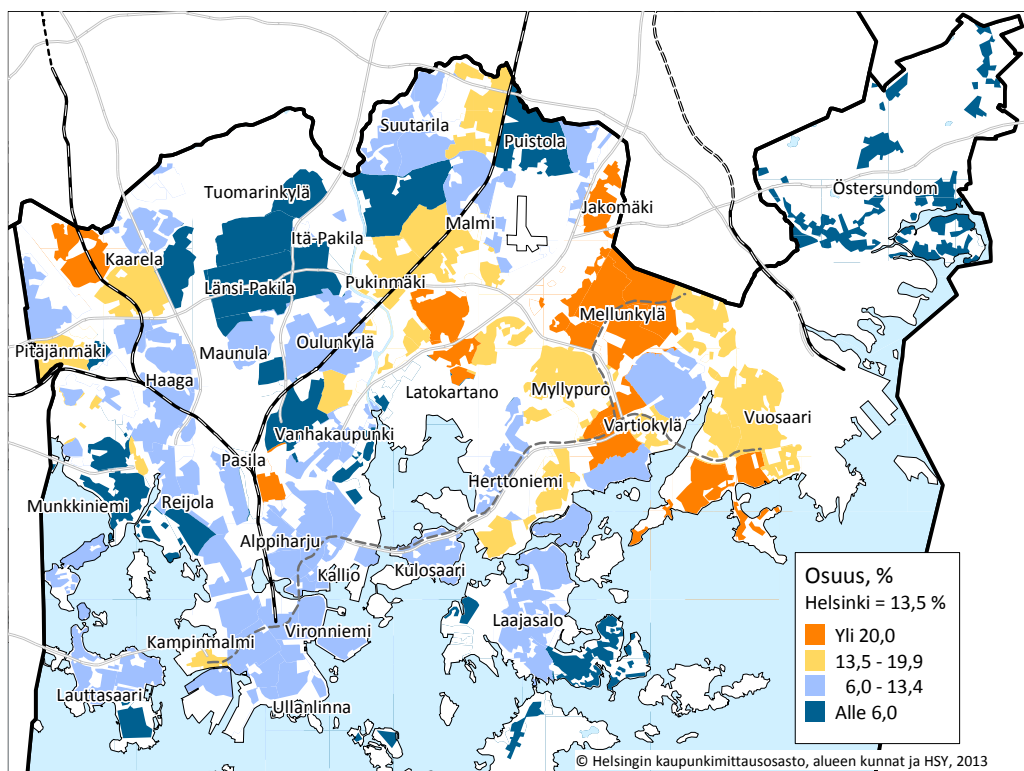 Suutarila
Puistola
Tuomarinkylä
Östersundom
Jakomäki
Malmi
Itä-Pakila
Kaarela
Länsi-Pakila
Pukinmäki
Mellunkylä
Pitäjänmäki
Maunula
Oulunkylä
Haaga
Latokartano
Myllypuro
Vuosaari
Vartiokylä
Vanhakaupunki
Pasila
Herttoniemi
Munkkiniemi
Reijola
Alppiharju
Kallio
Kulosaari
Laajasalo
Vironniemi
Kampinmalmi
Lauttasaari
Ullanlinna
Osuus, %
Helsinki = 13,5 %
Yli 20,0
13,5 - 19,9
6,0 - 13,4
Alle 6,0
© Helsingin kaupunkimittausosasto, alueen kunnat ja HSY, 2013